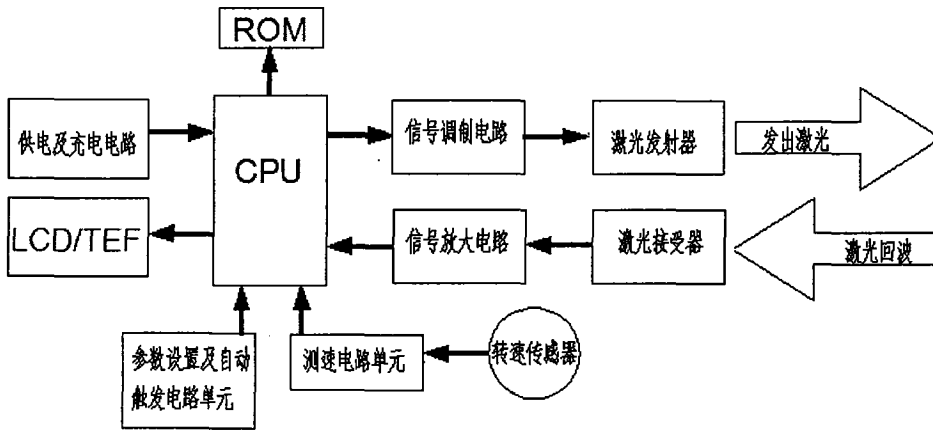 ROM
供电及充电电路
CPU
信号调制电路
激光发射器
发出激光
LCD/TEF
信号放大电路
激光接受器
激光回波
参数设置及自动
触发电路单元
测速电路单元
转速传感器